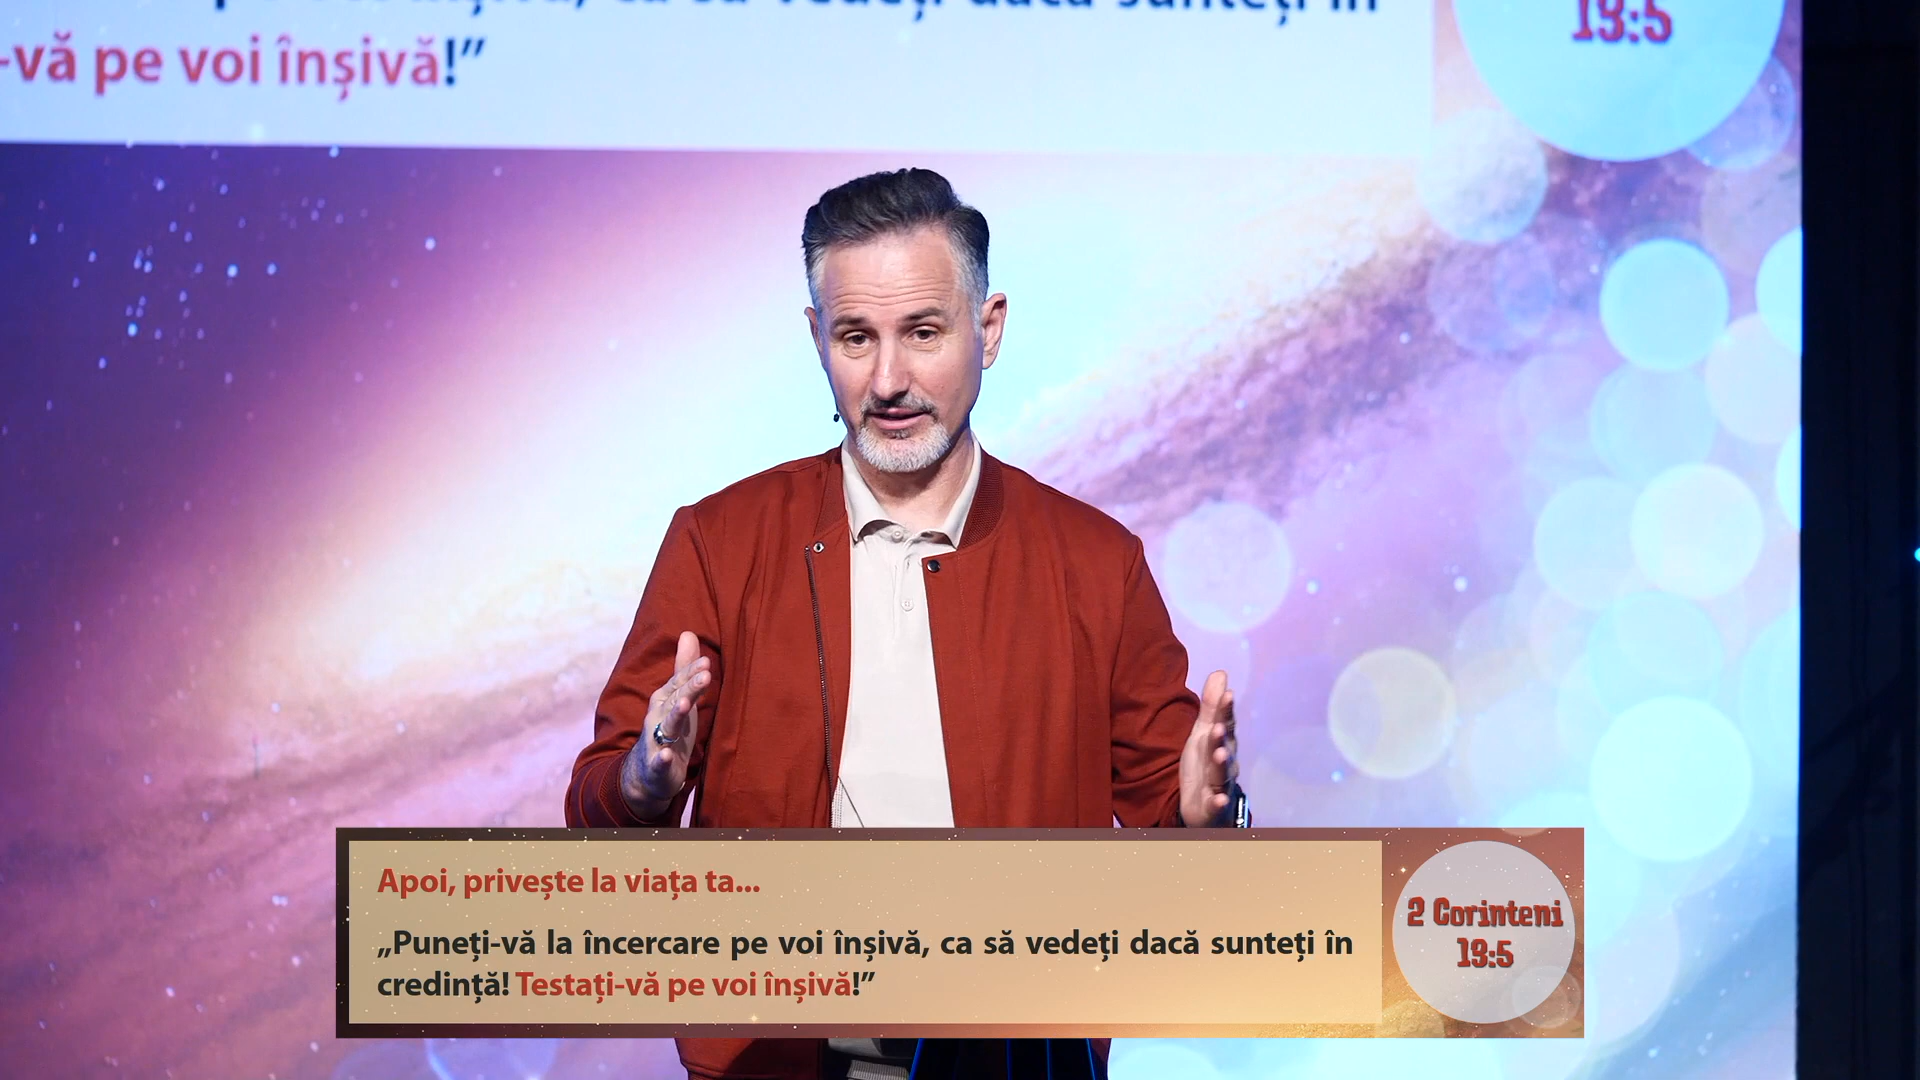 -vă pe voi înșivă!”
13:5
Apoi, privește la viața ta...
„Puneți-vă la încercare pe voi înșivă, ca să vedeți dacă sunteți în
credință! Testați-vă pe voi înșivă!”
2 Corinteni
13:5